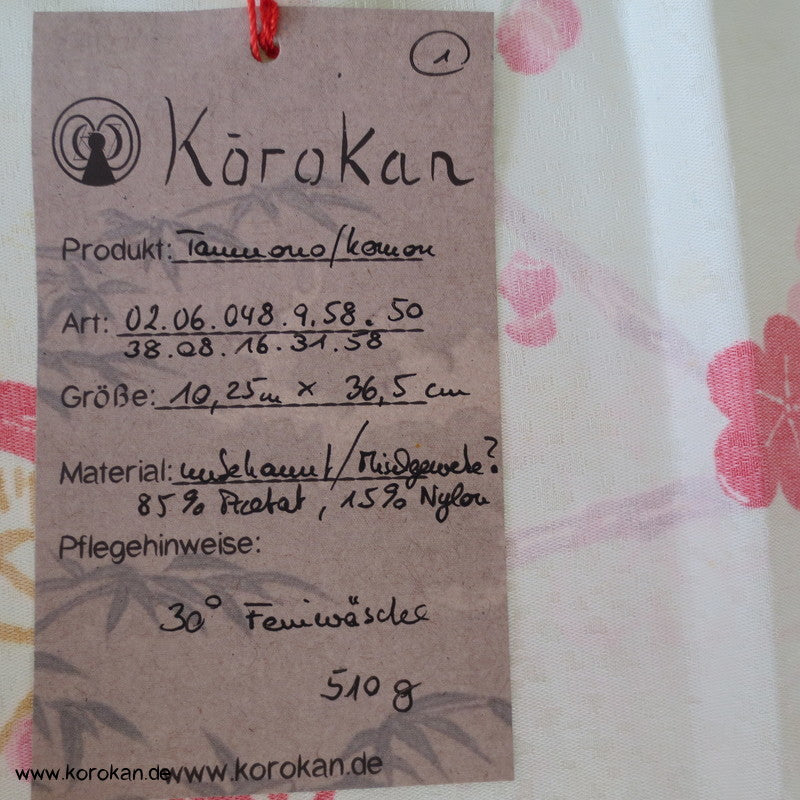 1
Kōrokan
Produkt: Tanmono/Komon
Art: 02.06.048.9.58.50
38.08.16.31.58
Größe: 10,25m x 36,5 cm
Material: unbekannt/Mischgewebe?
85% Acetat, 15% Nylon
Pflegehinweise:
30° Feinwäsche
510 g
www.korokan.de
www.korokan.de